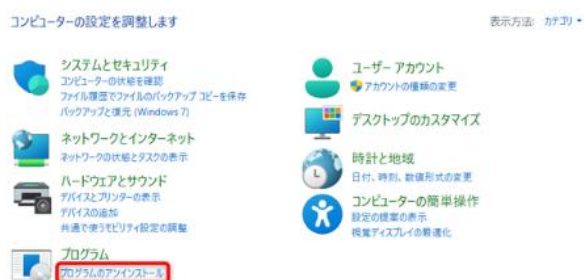 コンピューターの設定を調整します
表示方法: カテゴリ
システムとセキュリティ
コンピューターの状態を確認
ファイル履歴でファイルのバックアップ コピーを保存
バックアップと復元 (Windows 7)
ネットワークとインターネット
ネットワークの状態とタスクの表示
ハードウェアとサウンド
デバイスとプリンターの表示
デバイスの追加
共通で使うモビリティ設定の調整
プログラム
プログラムのアンインストール
ユーザー アカウント
アカウントの種類の変更
デスクトップのカスタマイズ
時計と地域
日付、時刻、数値形式の変更
コンピューターの簡単操作
設定の提案の表示
視覚ディスプレイの最適化